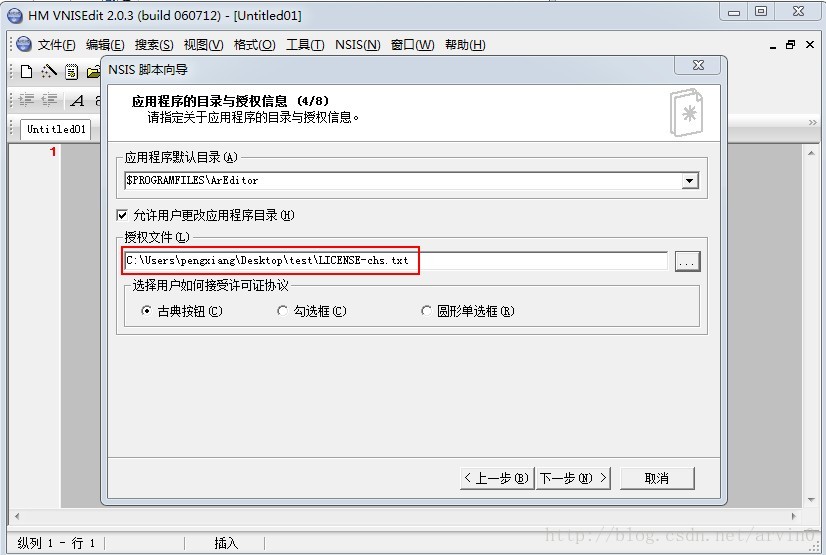 HM VNISEdit 2.0.3 (build 060712) - [Untitled01]
文件(F) 编辑(E) 搜索(S) 视图(V) 格式(O) 工具(T) NSIS(N) 窗口(W) 帮助(H)
NSIS 脚本向导
应用程序的目录与授权信息 (4/8)
请指定关于应用程序的目录与授权信息。
Untitled01
1
应用程序默认目录(A)
$PROGRAMFILES\ArEditor
允许用户更改应用程序目录(H)
授权文件(L)
C:\Users\pengxiang\Desktop\test\LICENSE-chs.txt
...
选择用户如何接受许可证协议
古典按钮(C) 勾选框(C) 圆形单选框(R)
< 上一步(B) 下一步(N) > 取消
纵列 1 - 行 1 插入